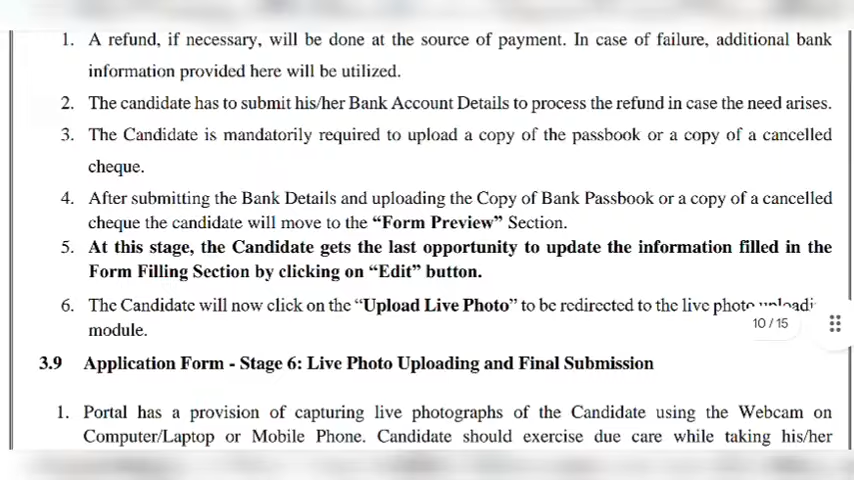 1. A refund, if necessary, will be done at the source of payment. In case of failure, additional bank
information provided here will be utilized.
2. The candidate has to submit his/her Bank Account Details to process the refund in case the need arises.
3. The Candidate is mandatorily required to upload a copy of the passbook or a copy of a cancelled
cheque.
4. After submitting the Bank Details and uploading the Copy of Bank Passbook or a copy of a cancelled
cheque the candidate will move to the “Form Preview” Section.
5. At this stage, the Candidate gets the last opportunity to update the information filled in the
Form Filling Section by clicking on “Edit” button.
6. The Candidate will now click on the “Upload Live Photo” to be redirected to the live photo
module.
10 / 15
3.9 Application Form - Stage 6: Live Photo Uploading and Final Submission
1. Portal has a provision of capturing live photographs of the Candidate using the Webcam on
Computer/Laptop or Mobile Phone. Candidate should exercise due care while taking his/her